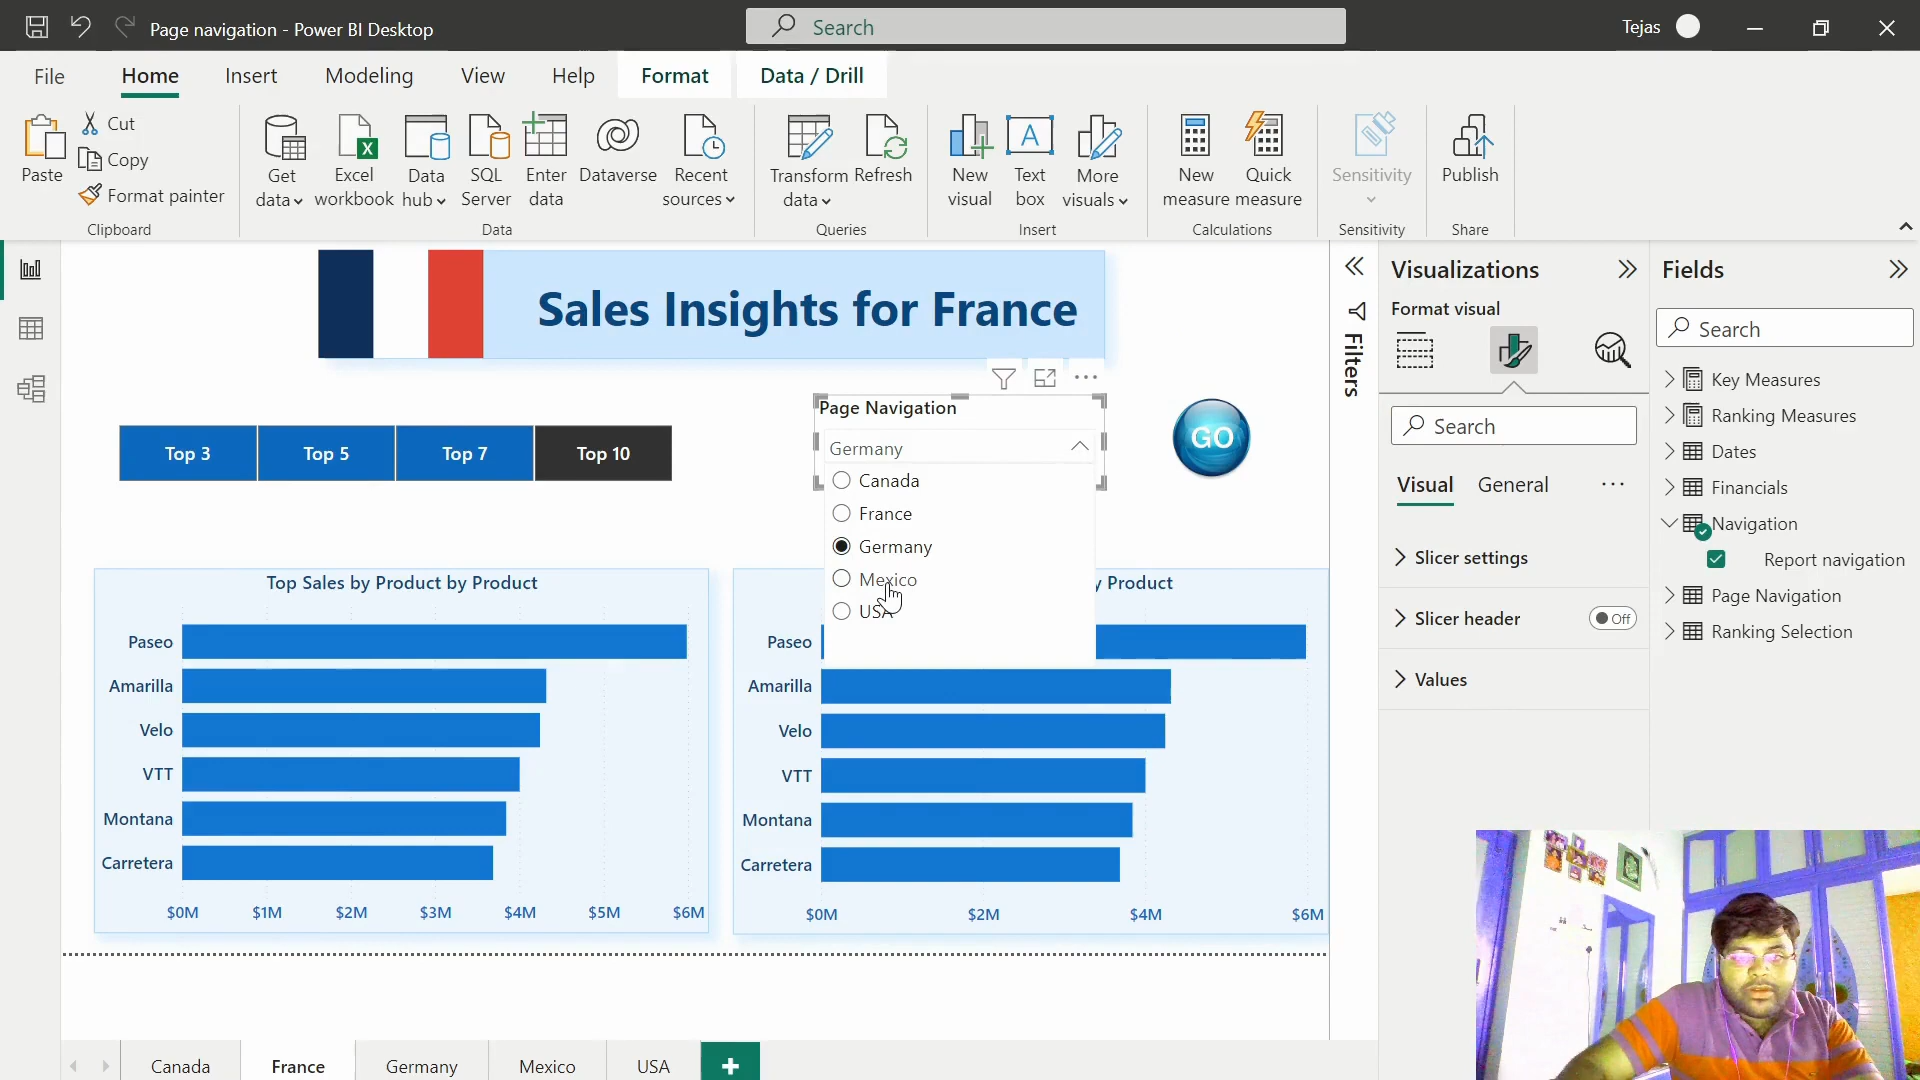 Page navigation - Power BI Desktop
Search
Tejas
File
Home
Insert
Modeling
View
Help
Format
Data / Drill
Paste
Cut
Copy
Format painter
Clipboard
Get
data
Excel
workbook
Data
hub
SQL
Server
Enter
data
Dataverse
Recent
sources
Data
Transform
data
Refresh
Queries
New
visual
A
Text
box
More
visuals
Insert
New
measure
Quick
measure
Calculations
Sensitivity
Sensitivity
Publish
Share
Sales Insights for France
Top 3
Top 5
Top 7
Top 10
Page Navigation
Germany
Canada
France
Germany
Mexico
USA
GO
Top Sales by Product by Product
Paseo
Amarilla
Velo
VTT
Montana
Carretera
$0M
$1M
$2M
$3M
$4M
$5M
$6M
y Product
Paseo
Amarilla
Velo
VTT
Montana
Carretera
$0M
$2M
$4M
$6M
Filters
Visualizations
Format visual
Search
Visual
General
Slicer settings
Slicer header
Off
Values
Fields
Search
Key Measures
Ranking Measures
Dates
Financials
Navigation
Report navigation
Page Navigation
Ranking Selection
Canada
France
Germany
Mexico
USA